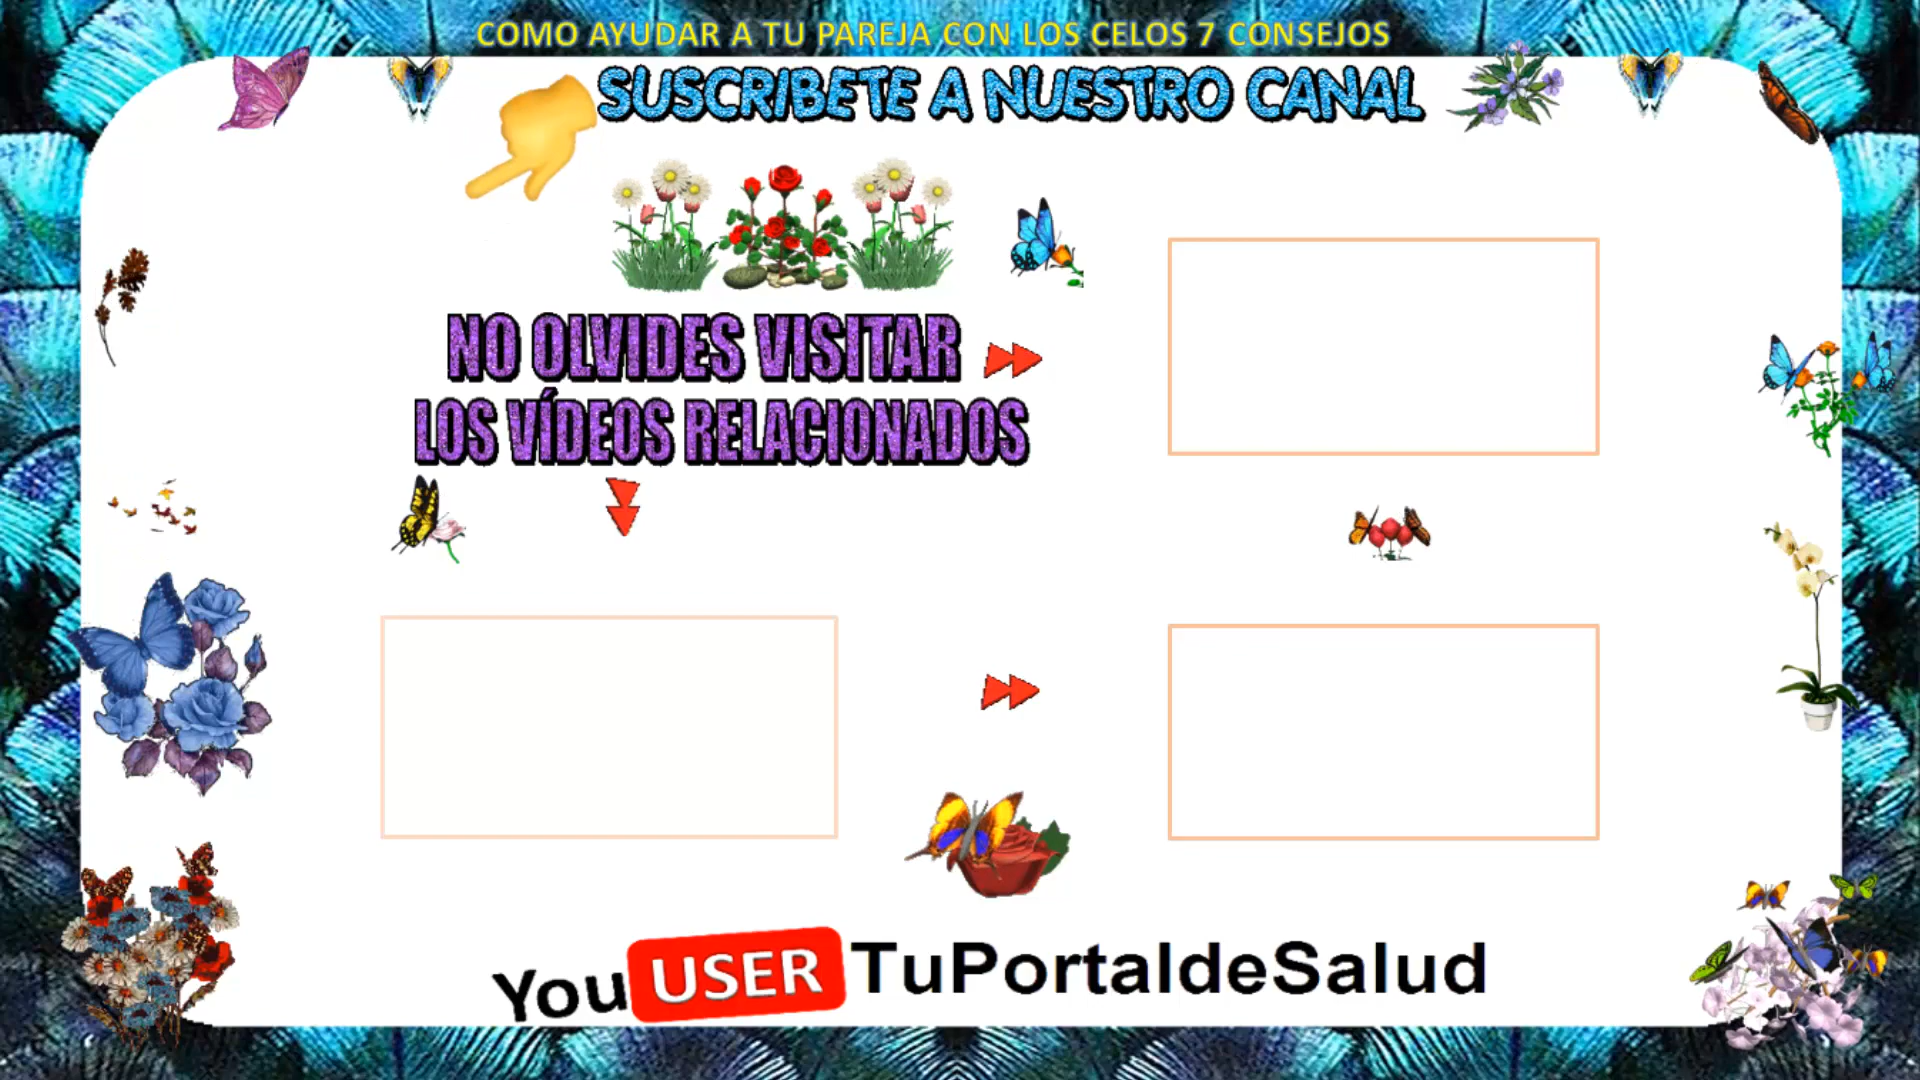 COMO AYUDAR A TU PAREJA CON LOS CELOS 7 CONSEJOS
SUSCRIBETE A NUESTRO CANAL
NO OLVIDES VISITAR
LOS VÍDEOS RELACIONADOS
You USER TuPortaldeSalud